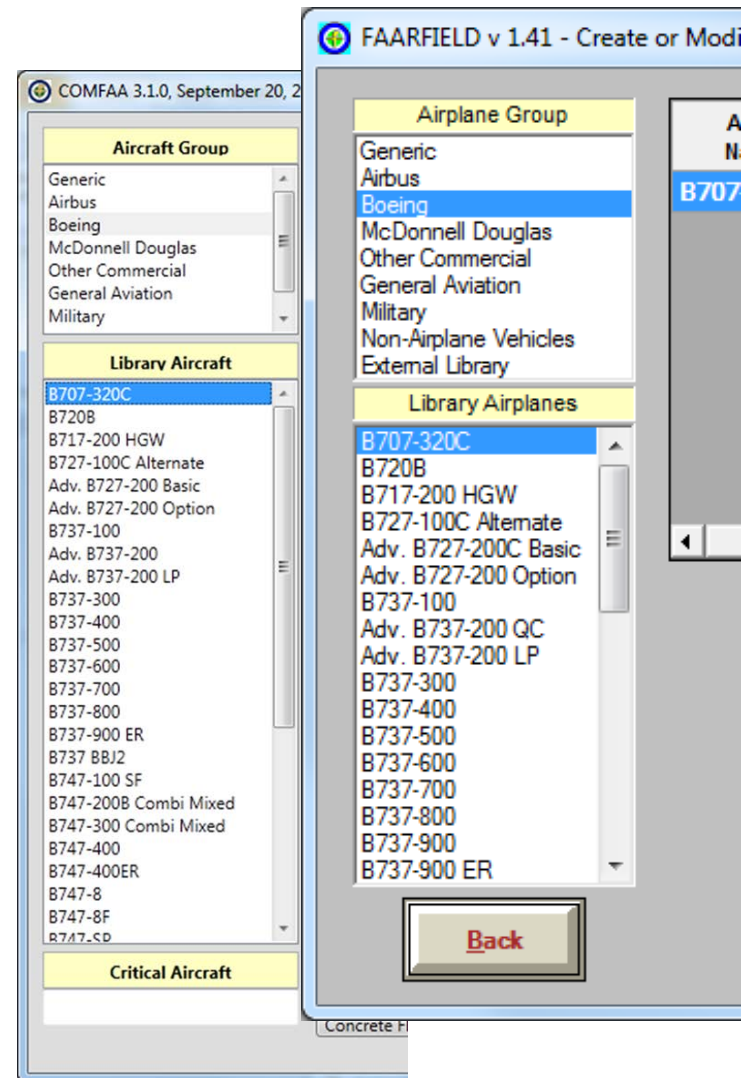 COMFAA 3.1.0, September 20, 2
Aircraft Group
Generic
Airbus
Boeing
McDonnell Douglas
Other Commercial
General Aviation
Military
Library Aircraft
B707-320C
B720B
B717-200 HGW
B727-100C Alternate
Adv. B727-200 Basic
Adv. B727-200 Option
B737-100
Adv. B737-200
Adv. B737-200 LP
B737-300
B737-400
B737-500
B737-600
B737-700
B737-800
B737-900 ER
B737 BBJ2
B747-100 SF
B747-200B Combi Mixed
B747-300 Combi Mixed
B747-400
B747-400ER
B747-8
B747-8F
B747-SP
Critical Aircraft
Concrete Fl
FAARFIELD v 1.41 - Create or Modi
Airplane Group
Generic
Airbus
Boeing
McDonnell Douglas
Other Commercial
General Aviation
Military
Non-Airplane Vehicles
External Library
Library Airplanes
B707-320C
B720B
B717-200 HGW
B727-100C Alternate
Adv. B727-200C Basic
Adv. B727-200 Option
B737-100
Adv. B737-200 QC
Adv. B737-200 LP
B737-300
B737-400
B737-500
B737-600
B737-700
B737-800
B737-900
B737-900 ER
Back
A
Na
B707-